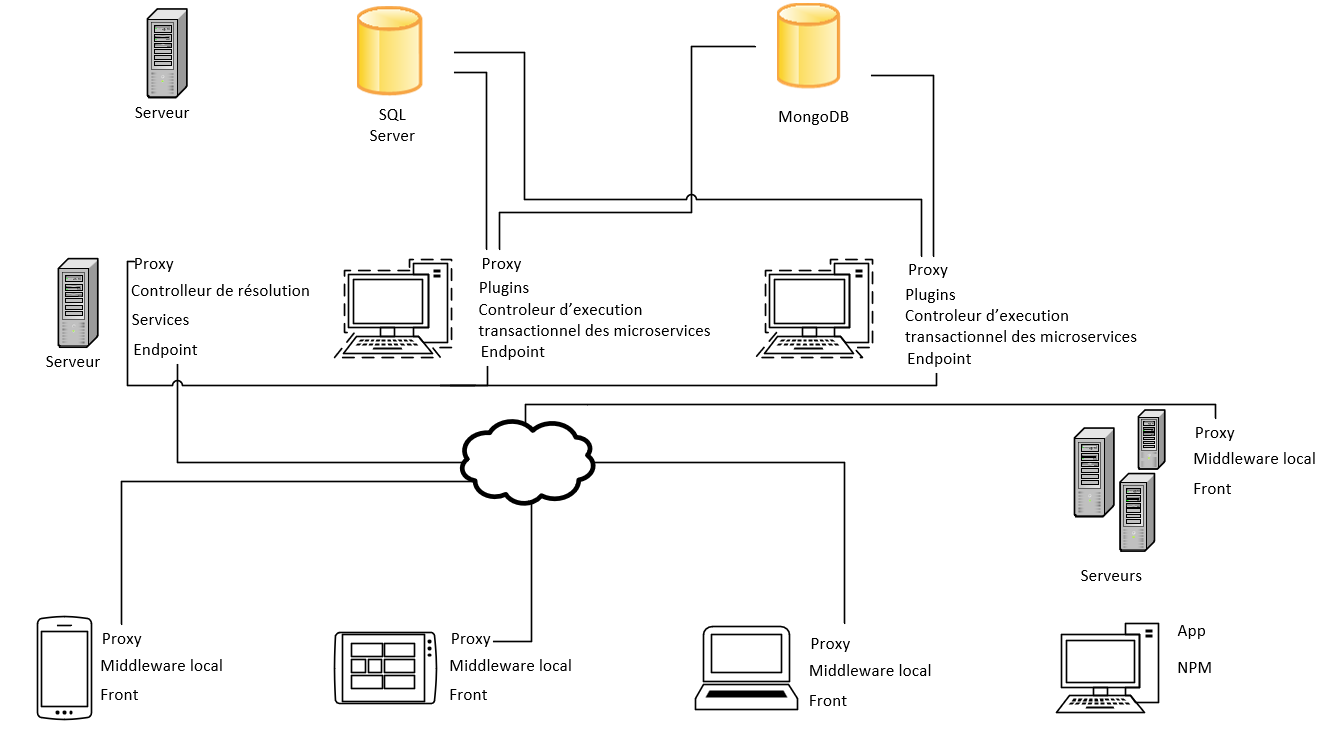 Serveur
SQL
Server
MongoDB
Serveur
Proxy
Controlleur de résolution
Services
Endpoint
Proxy
Plugins
Controleur d’execution
transactionnel des microservices
Endpoint
Proxy
Plugins
Controleur d’execution
transactionnel des microservices
Endpoint
Proxy
Middleware local
Front
Serveurs
Proxy
Middleware local
Front
Proxy
Middleware local
Front
Proxy
Middleware local
Front
App
NPM